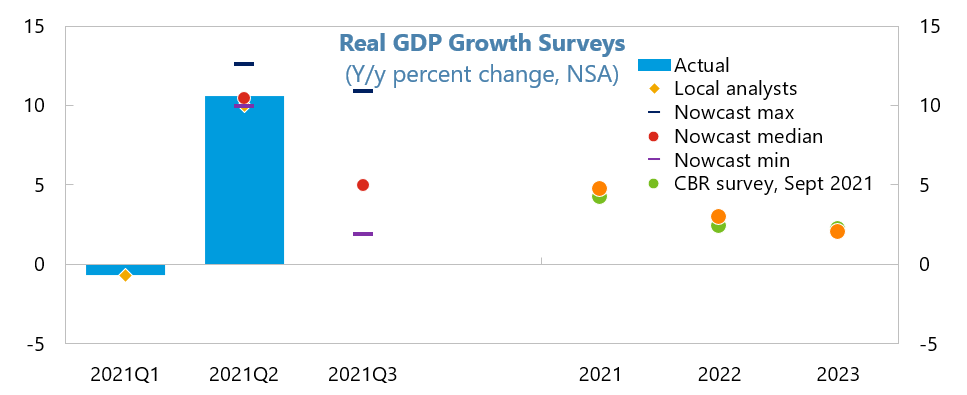 Real GDP Growth Surveys
(Y/y percent change, NSA)
Actual
Local analysts
Nowcast max
Nowcast median
Nowcast min
CBR survey, Sept 2021
15
10
5
0
-5
15
10
5
0
-5
2021Q1 2021Q2 2021Q3 2021 2022 2023